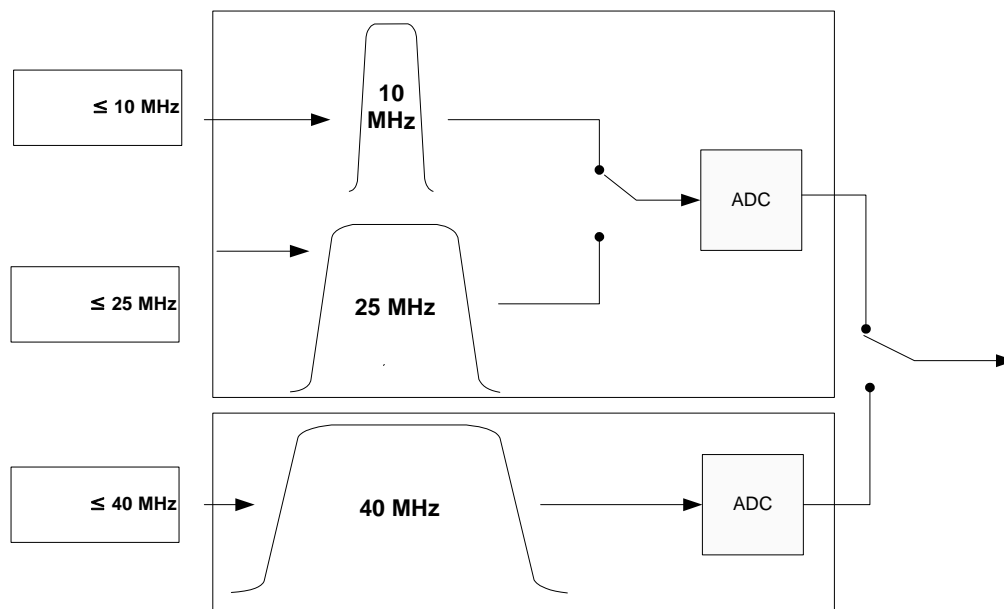 ≤ 10 MHz
10
MHz
ADC
≤ 25 MHz
25 MHz
≤ 40 MHz
40 MHz
ADC